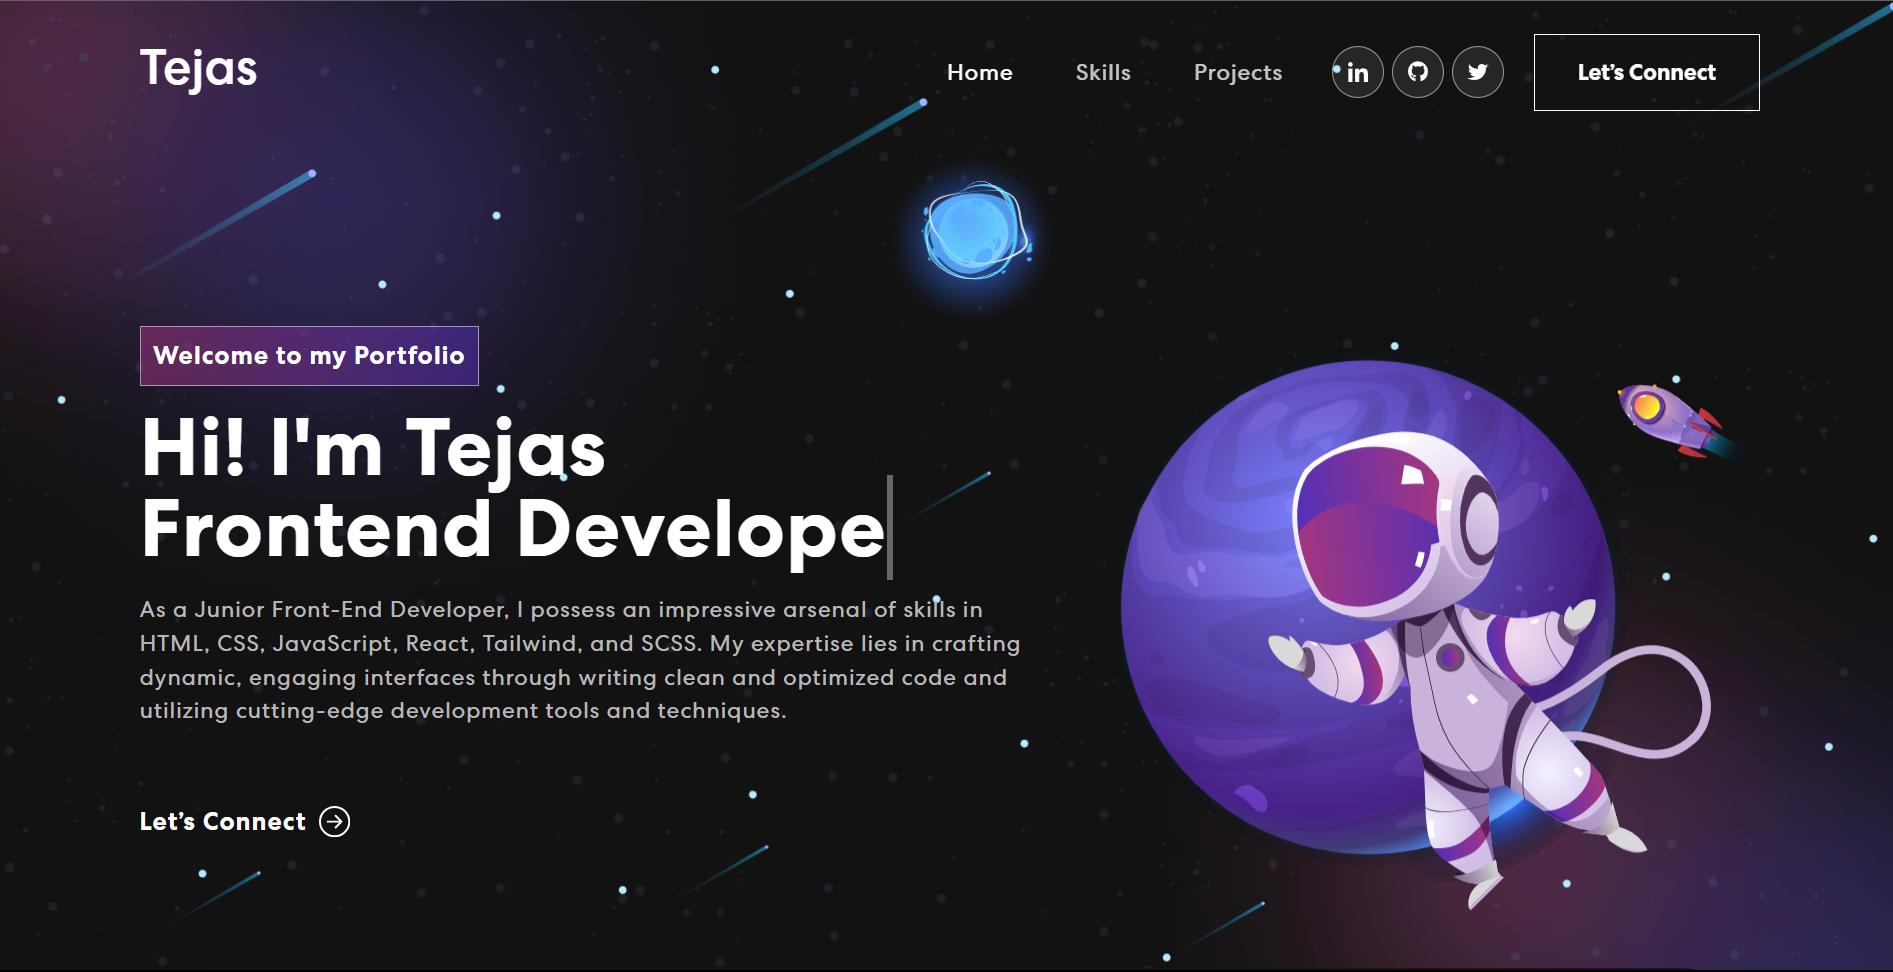 Tejas
Home Skills Projects in Let’s Connect
Welcome to my Portfolio
Hi! I'm Tejas
Frontend Develope
As a Junior Front-End Developer, I possess an impressive arsenal of skills in
HTML, CSS, JavaScript, React, Tailwind, and SCSS. My expertise lies in crafting
dynamic, engaging interfaces through writing clean and optimized code and
utilizing cutting-edge development tools and techniques.
Let’s Connect